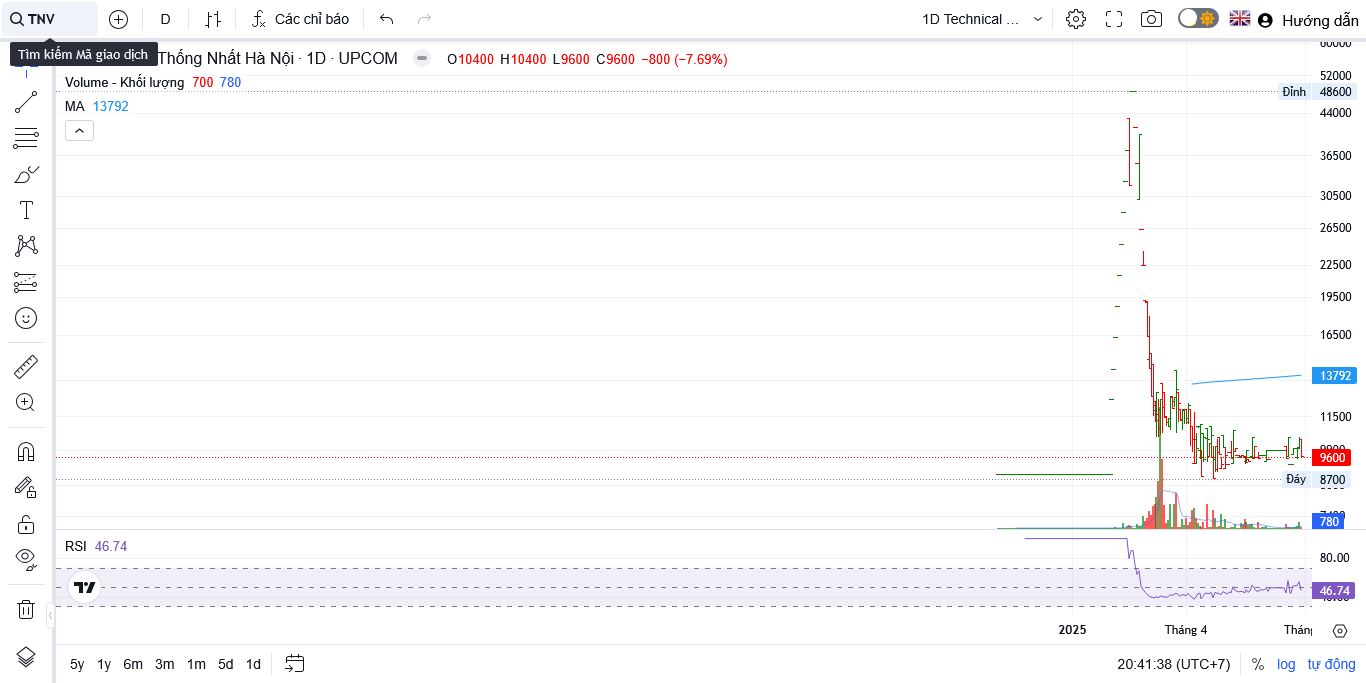 TNV D Các chỉ báo 1D Technical ... Hướng dẫn
Tìm kiếm Mã giao dịch
Thống Nhất Hà Nội · 1D · UPCOM O10400 H10400 L9600 C9600 −800 (−7.69%)
Volume - Khối lượng 700 780
MA 13792
60000
52000
Đỉnh 48600
44000
36500
30500
26500
22500
19500
16500
13792
11500
9600
Đáy 8700
780
RSI 46.74
80.00
46.74
2025 Tháng 4
5y 1y 6m 3m 1m 5d 1d 20:41:38 (UTC+7) % log tự động